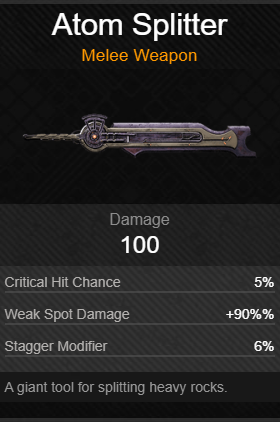 Atom Splitter
Melee Weapon
Damage
100
Critical Hit Chance 5%
Weak Spot Damage +90%%
Stagger Modifier 6%
A giant tool for splitting heavy rocks.